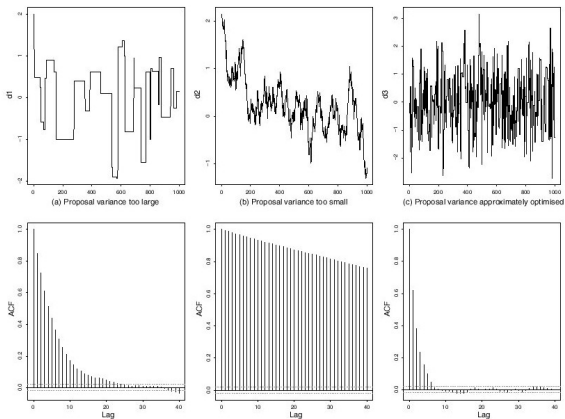 d1
2
1
0
-1
-2
0 200 400 600 800 1000
(a) Proposal variance too large
d2
2
1
0
-1
0 200 400 600 800 1000
(b) Proposal variance too small
d3
3
2
1
0
-1
-2
0 200 400 600 800 1000
(c) Proposal variance approximately optimised
ACF
1.0
0.8
0.6
0.4
0.2
0.0
0 10 20 30 40
Lag
ACF
1.0
0.8
0.6
0.4
0.2
0.0
0 10 20 30 40
Lag
ACF
1.0
0.8
0.6
0.4
0.2
0.0
0 10 20 30 40
Lag